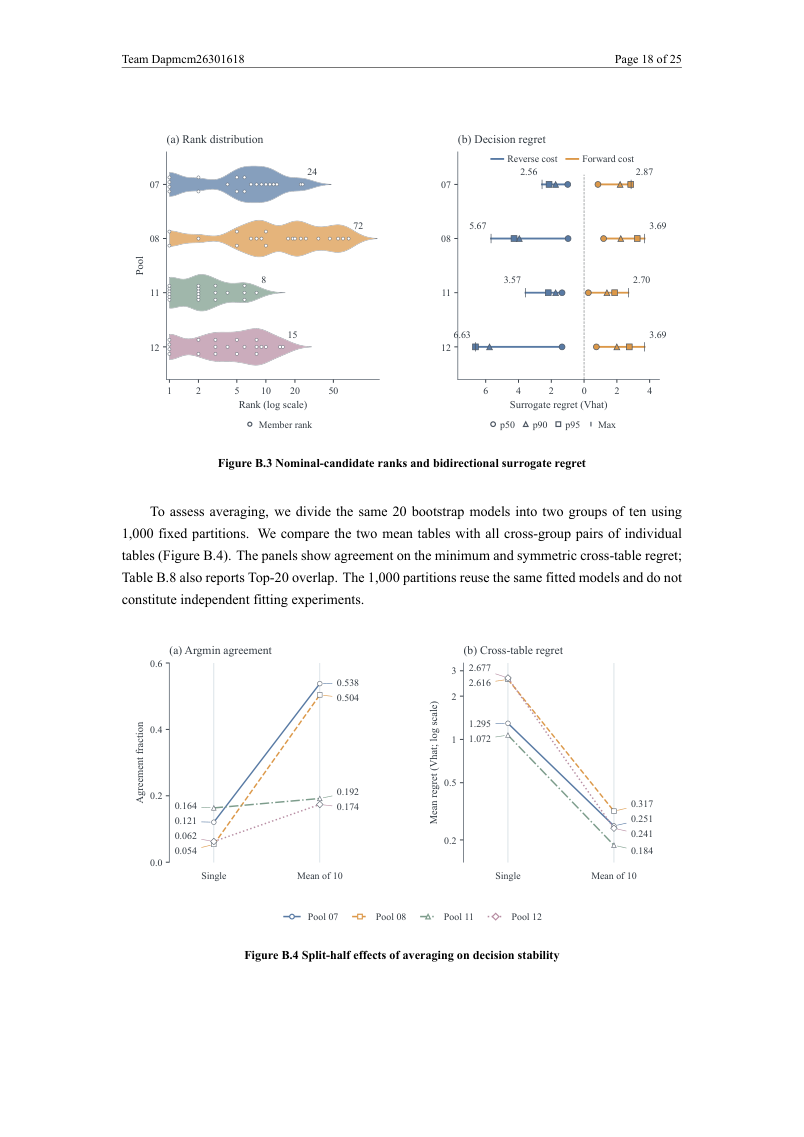 Team Dapmcm26301618 Page 18 of 25
(a) Rank distribution
24
07
72
08
8
11
15
12
Pool
1 2 5 10 20 50
Rank (log scale)
Member rank
(b) Decision regret
Reverse cost Forward cost
2.56 2.87
07
5.67 3.69
08
3.57 2.70
11
6.63 3.69
12
6 4 2 0 2 4
Surrogate regret (Vhat)
p50 p90 p95 Max
Figure B.3 Nominal-candidate ranks and bidirectional surrogate regret
To assess averaging, we divide the same 20 bootstrap models into two groups of ten using
1,000 fixed partitions. We compare the two mean tables with all cross-group pairs of individual
tables (Figure B.4). The panels show agreement on the minimum and symmetric cross-table regret;
Table B.8 also reports Top-20 overlap. The 1,000 partitions reuse the same fitted models and do not
constitute independent fitting experiments.
(a) Argmin agreement
0.6
0.4
0.2
0.0
Agreement fraction
0.164
0.121
0.062
0.054
0.538
0.504
0.192
0.174
Single Mean of 10
(b) Cross-table regret
3
2
1
0.5
0.2
Mean regret (Vhat; log scale)
2.677
2.616
1.295
1.072
0.317
0.251
0.241
0.184
Single Mean of 10
Pool 07 Pool 08 Pool 11 Pool 12
Figure B.4 Split-half effects of averaging on decision stability